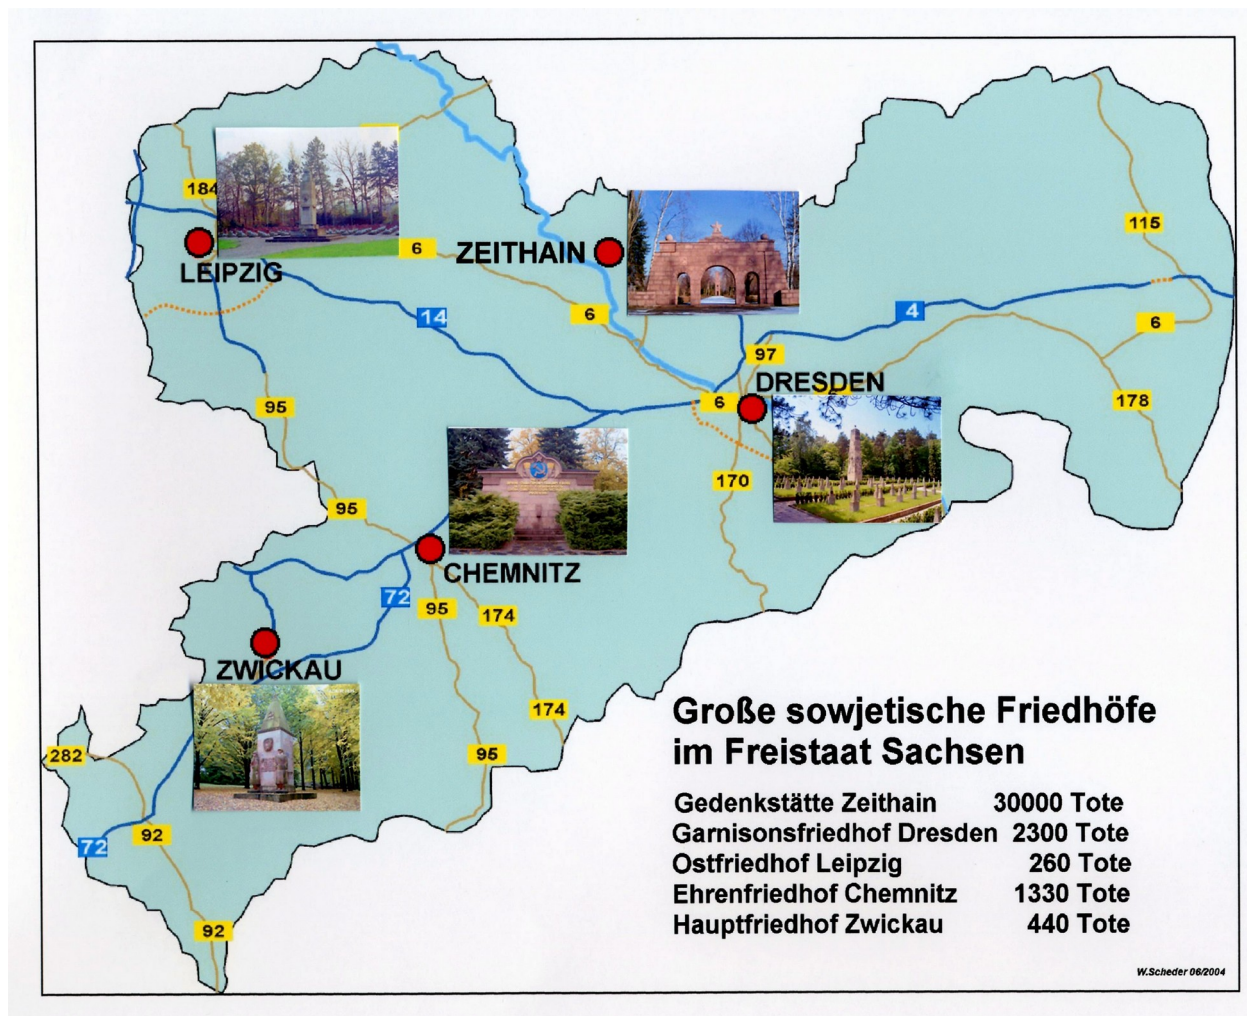 184
6
ZEITHAIN
LEIPZIG
115
14
6
4
6
97
DRESDEN
95
6
178
170
95
CHEMNITZ
72
95
174
ZWICKAU
174
282
95
92
72
92
Große sowjetische Friedhöfe
im Freistaat Sachsen
Gedenkstätte Zeithain 30000 Tote
Garnisonsfriedhof Dresden 2300 Tote
Ostfriedhof Leipzig 260 Tote
Ehrenfriedhof Chemnitz 1330 Tote
Hauptfriedhof Zwickau 440 Tote
W.Scheder 06/2004